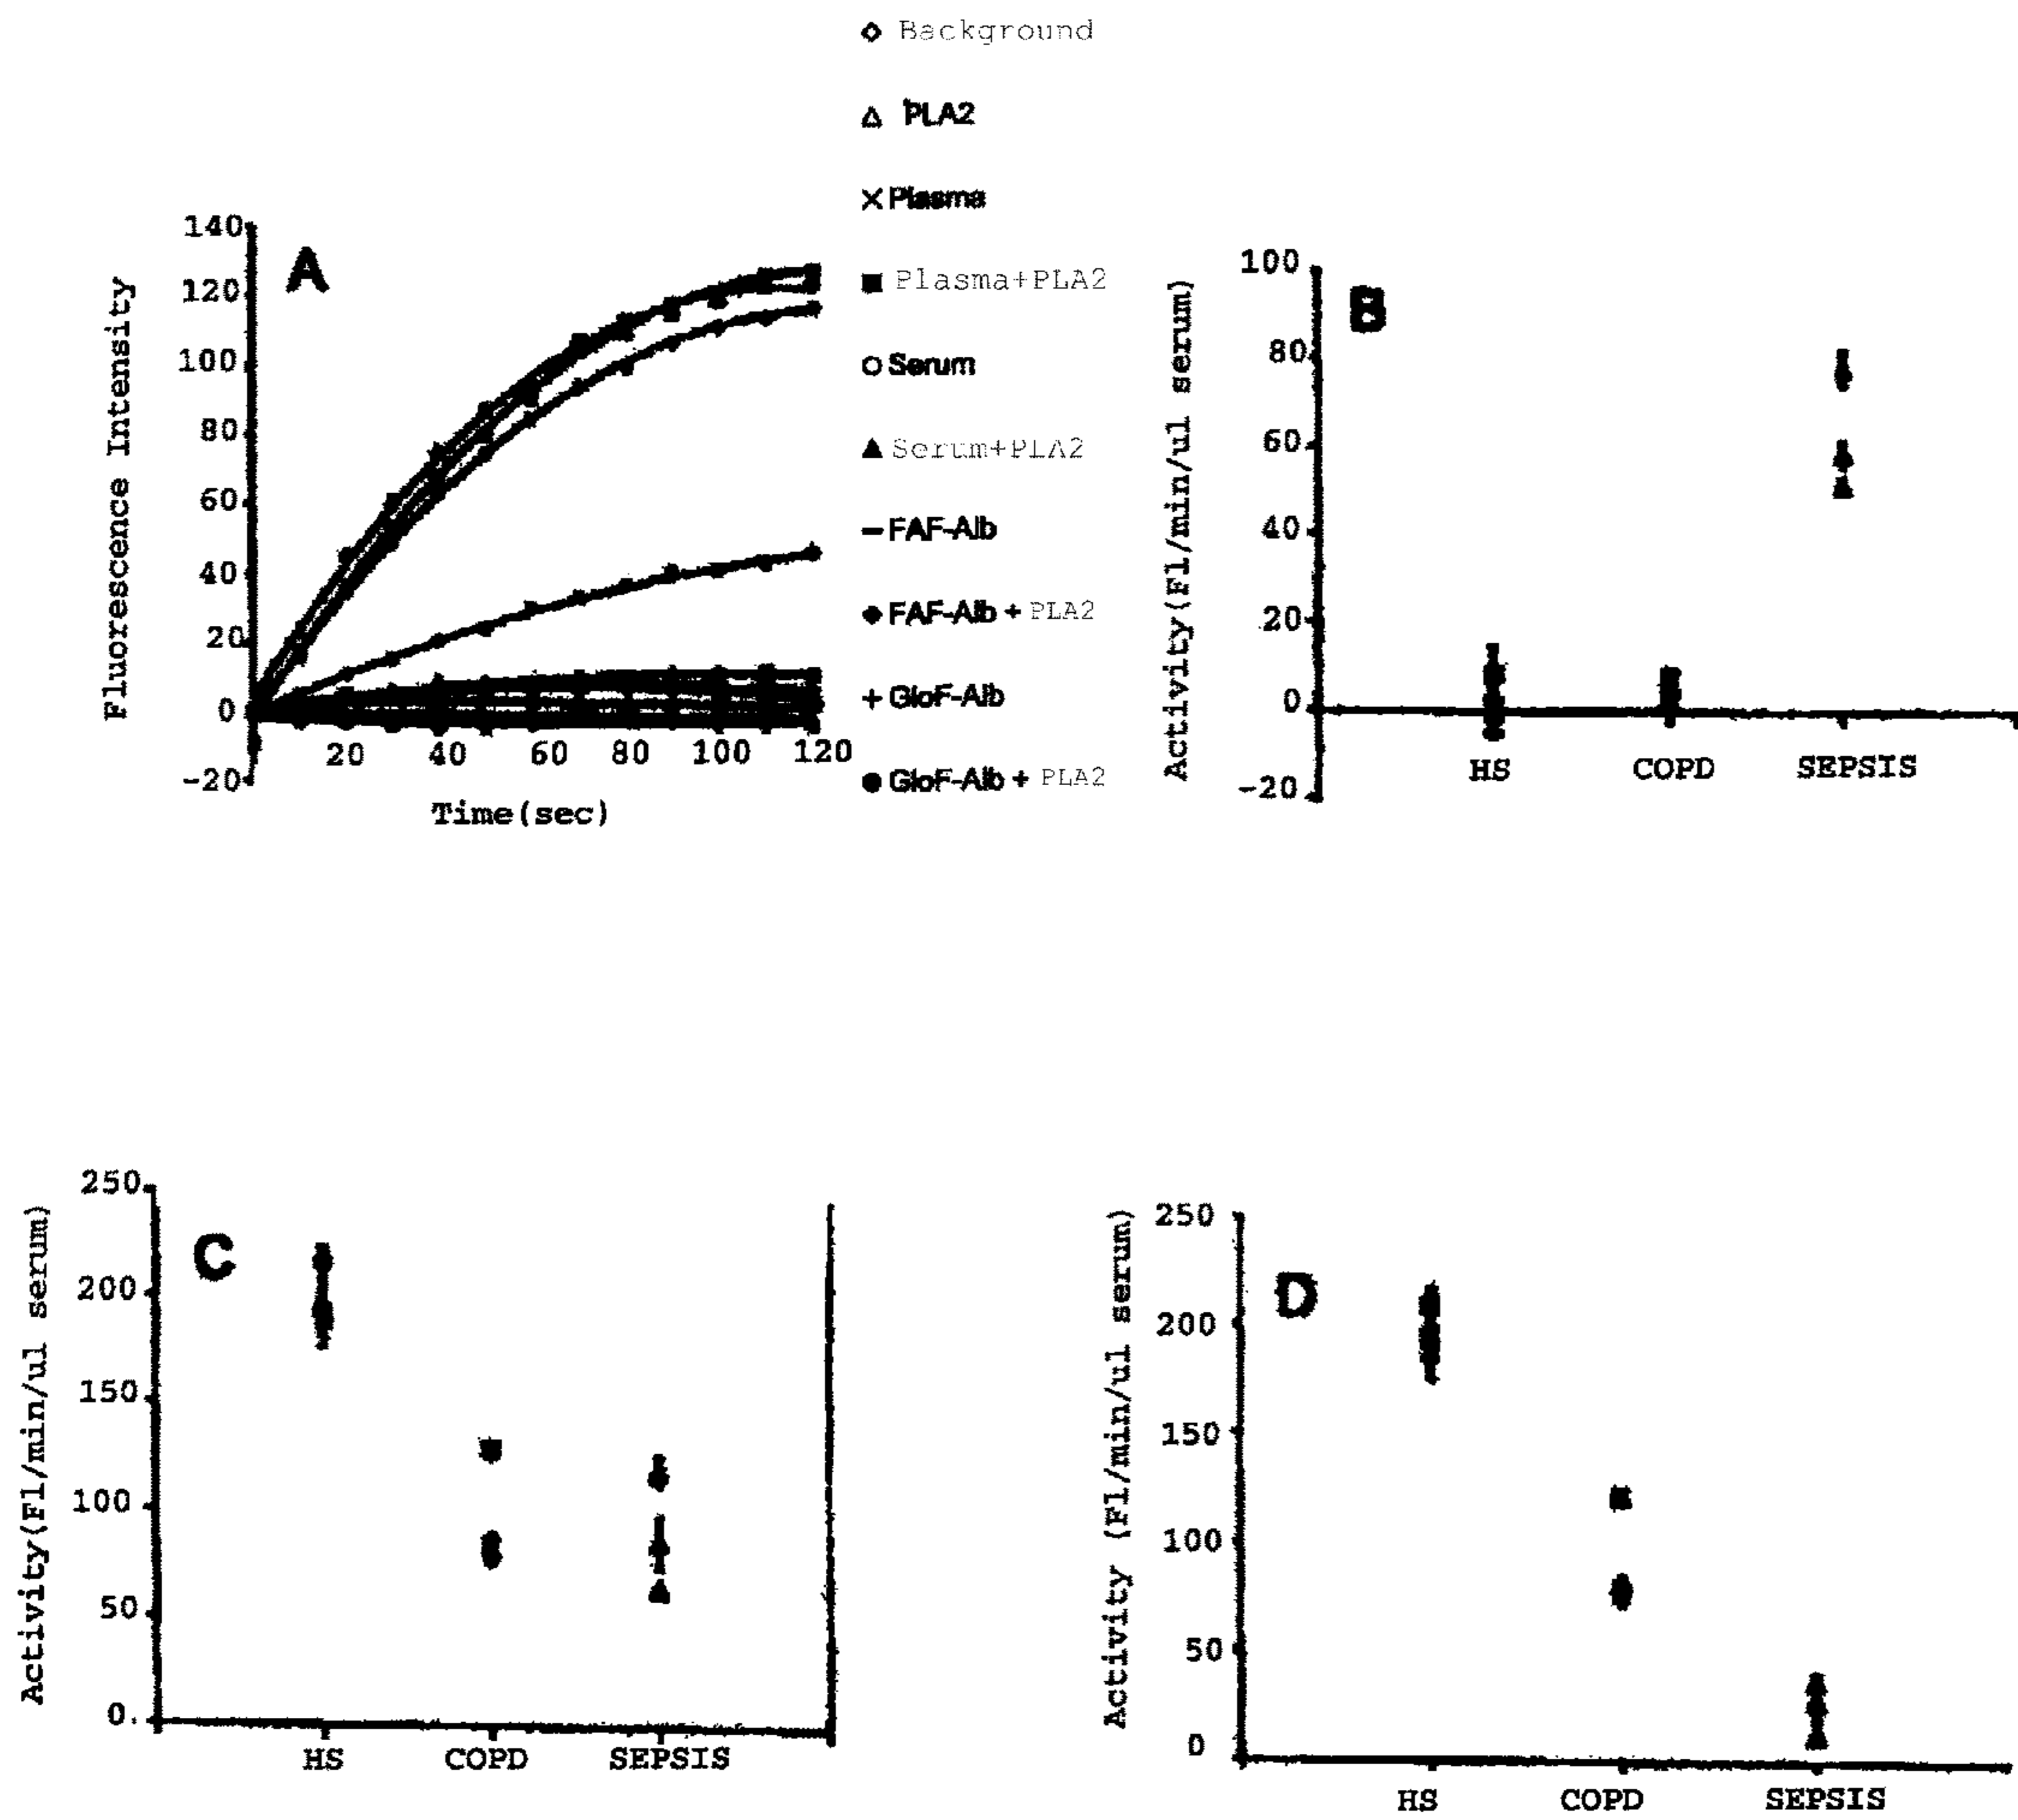 ◇ Background
△ PLA2
× Plasma
■ Plasma+PLA2
○ Serum
▲ Serum+PLA2
− FAF-Alb
◆ FAF-Alb + PLA2
+ GloF-Alb
● GloF-Alb + PLA2
A
Fluorescence Intensity
140
120
100
80
60
40
20
0
-20
20 40 60 80 100 120
Time(sec)
B
Activity(Fl/min/ul serum)
100
80
60
40
20
0
-20
HS COPD SEPSIS
C
Activity(Fl/min/ul serum)
250
200
150
100
50
0
HS COPD SEPSIS
D
Activity (Fl/min/ul serum)
250
200
150
100
50
0
HS COPD SEPSIS